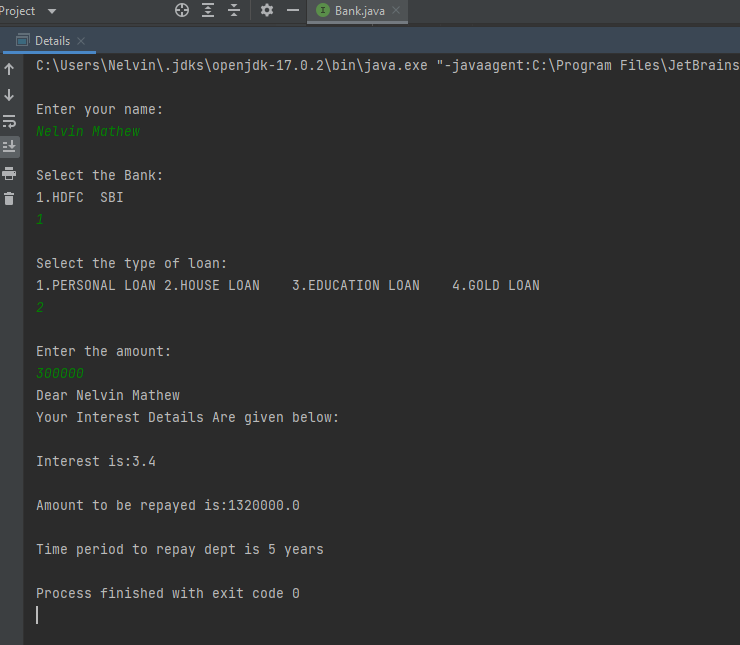 Project
Bank.java
Details
C:\Users\Nelvin\.jdks\openjdk-17.0.2\bin\java.exe "-javaagent:C:\Program Files\JetBrains
Enter your name:
Nelvin Mathew
Select the Bank:
1.HDFC  SBI
1
Select the type of loan:
1.PERSONAL LOAN 2.HOUSE LOAN    3.EDUCATION LOAN    4.GOLD LOAN
2
Enter the amount:
300000
Dear Nelvin Mathew
Your Interest Details Are given below:
Interest is:3.4
Amount to be repayed is:1320000.0
Time period to repay dept is 5 years
Process finished with exit code 0